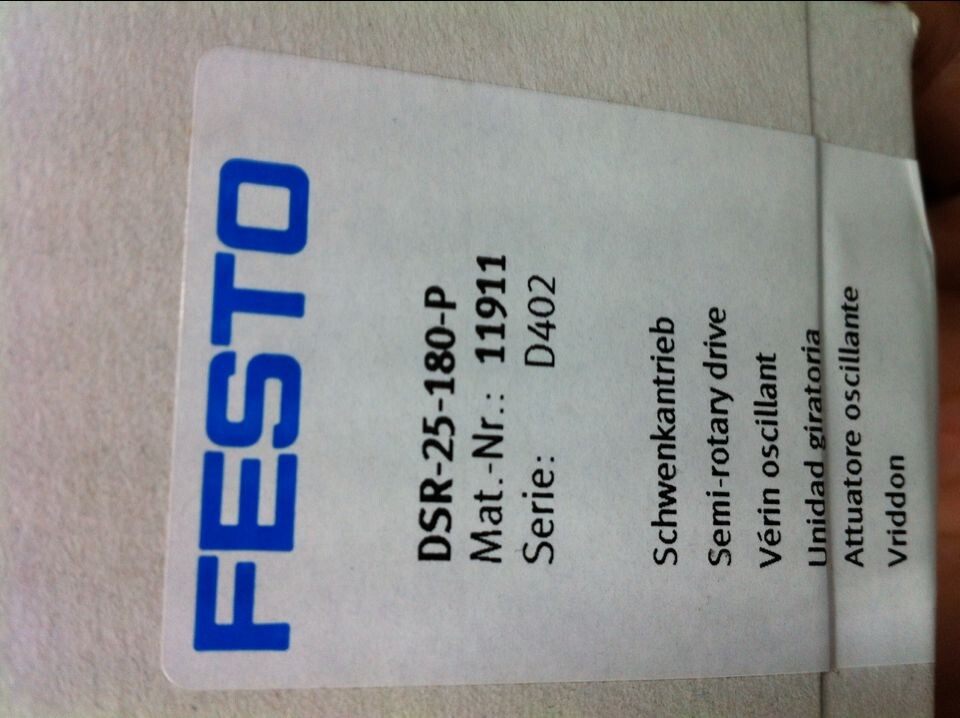 FESTO
DSR-25-180-P
Mat.-Nr.: 11911
Serie: D402
Schwenkantrieb
Semi-rotary drive
Vérin oscillant
Unidad giratoria
Attuatore oscillante
Vriddon